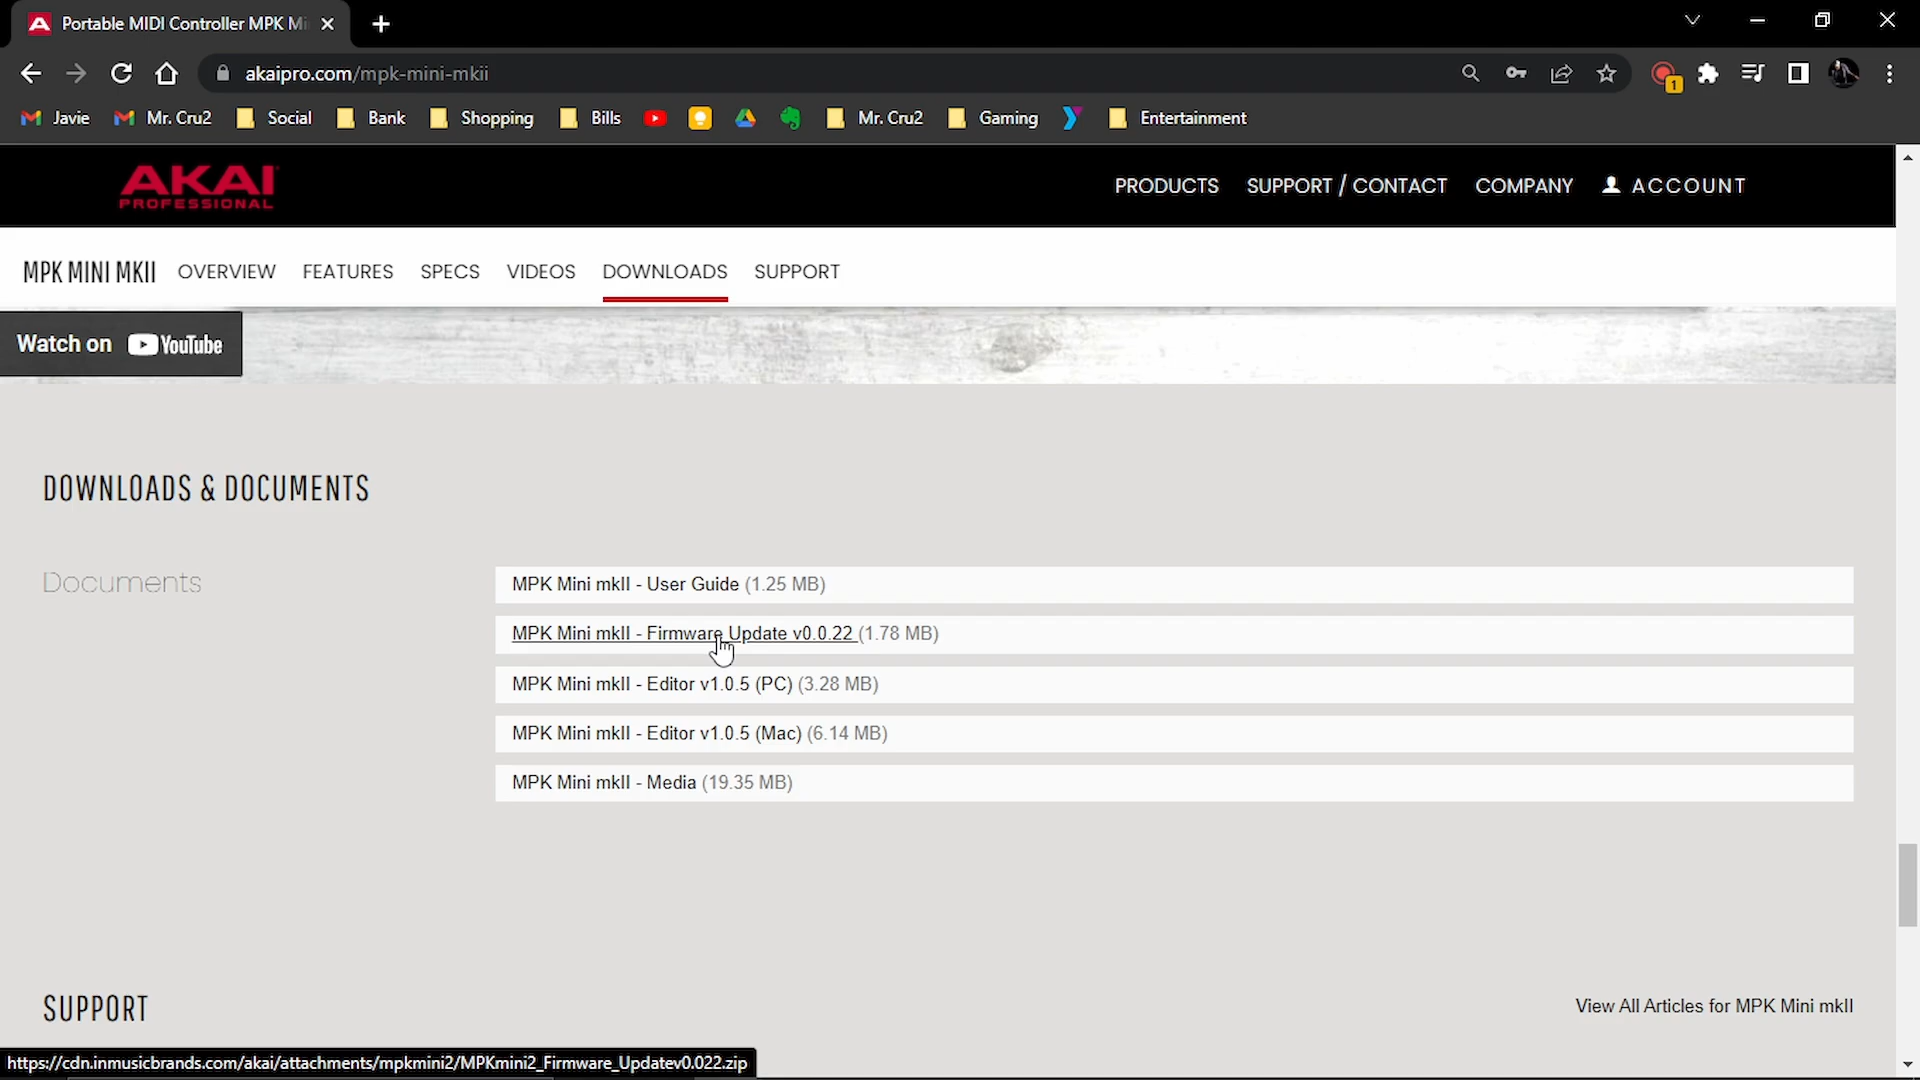 Portable MIDI Controller MPK Mi
akaipro.com/mpk-mini-mkii
1
Javie
Mr. Cru2
Social
Bank
Shopping
Bills
Mr. Cru2
Gaming
Entertainment
AKAI
PROFESSIONAL
PRODUCTS
SUPPORT / CONTACT
COMPANY
ACCOUNT
MPK MINI MKII
OVERVIEW
FEATURES
SPECS
VIDEOS
DOWNLOADS
SUPPORT
Watch on YouTube
DOWNLOADS & DOCUMENTS
Documents
MPK Mini mkII - User Guide (1.25 MB)
MPK Mini mkII - Firmware Update v0.0.22 (1.78 MB)
MPK Mini mkII - Editor v1.0.5 (PC) (3.28 MB)
MPK Mini mkII - Editor v1.0.5 (Mac) (6.14 MB)
MPK Mini mkII - Media (19.35 MB)
SUPPORT
View All Articles for MPK Mini mkII
https://cdn.inmusicbrands.com/akai/attachments/mpkmini2/MPKmini2_Firmware_Updatev0.022.zip